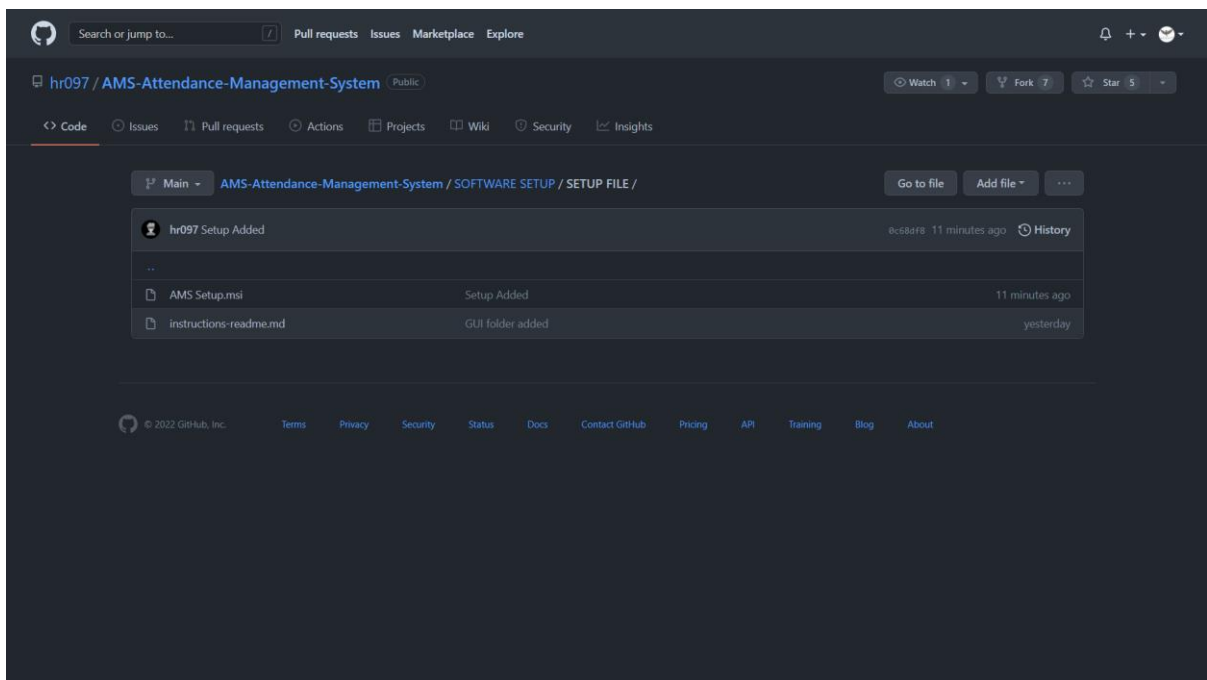 Search or jump to... / Pull requests Issues Marketplace Explore
hr097 / AMS-Attendance-Management-System Public Watch 1 Fork 7 Star 5
<> Code Issues Pull requests Actions Projects Wiki Security Insights
Main AMS-Attendance-Management-System / SOFTWARE SETUP / SETUP FILE / Go to file Add file ...
hr097 Setup Added 0c68df8 11 minutes ago History
..
AMS Setup.msi Setup Added 11 minutes ago
instructions-readme.md GUI folder added yesterday
© 2022 GitHub, Inc. Terms Privacy Security Status Docs Contact GitHub Pricing API Training Blog About